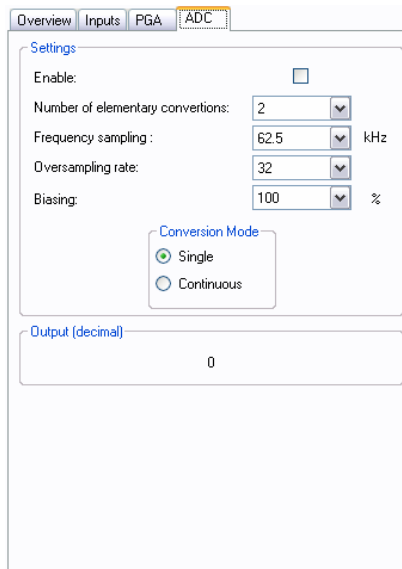 Overview Inputs PGA ADC
Settings
Enable:
Number of elementary convertions: 2
Frequency sampling : 62.5 kHz
Oversampling rate: 32
Biasing: 100 %
Conversion Mode
Single
Continuous
Output (decimal)
0